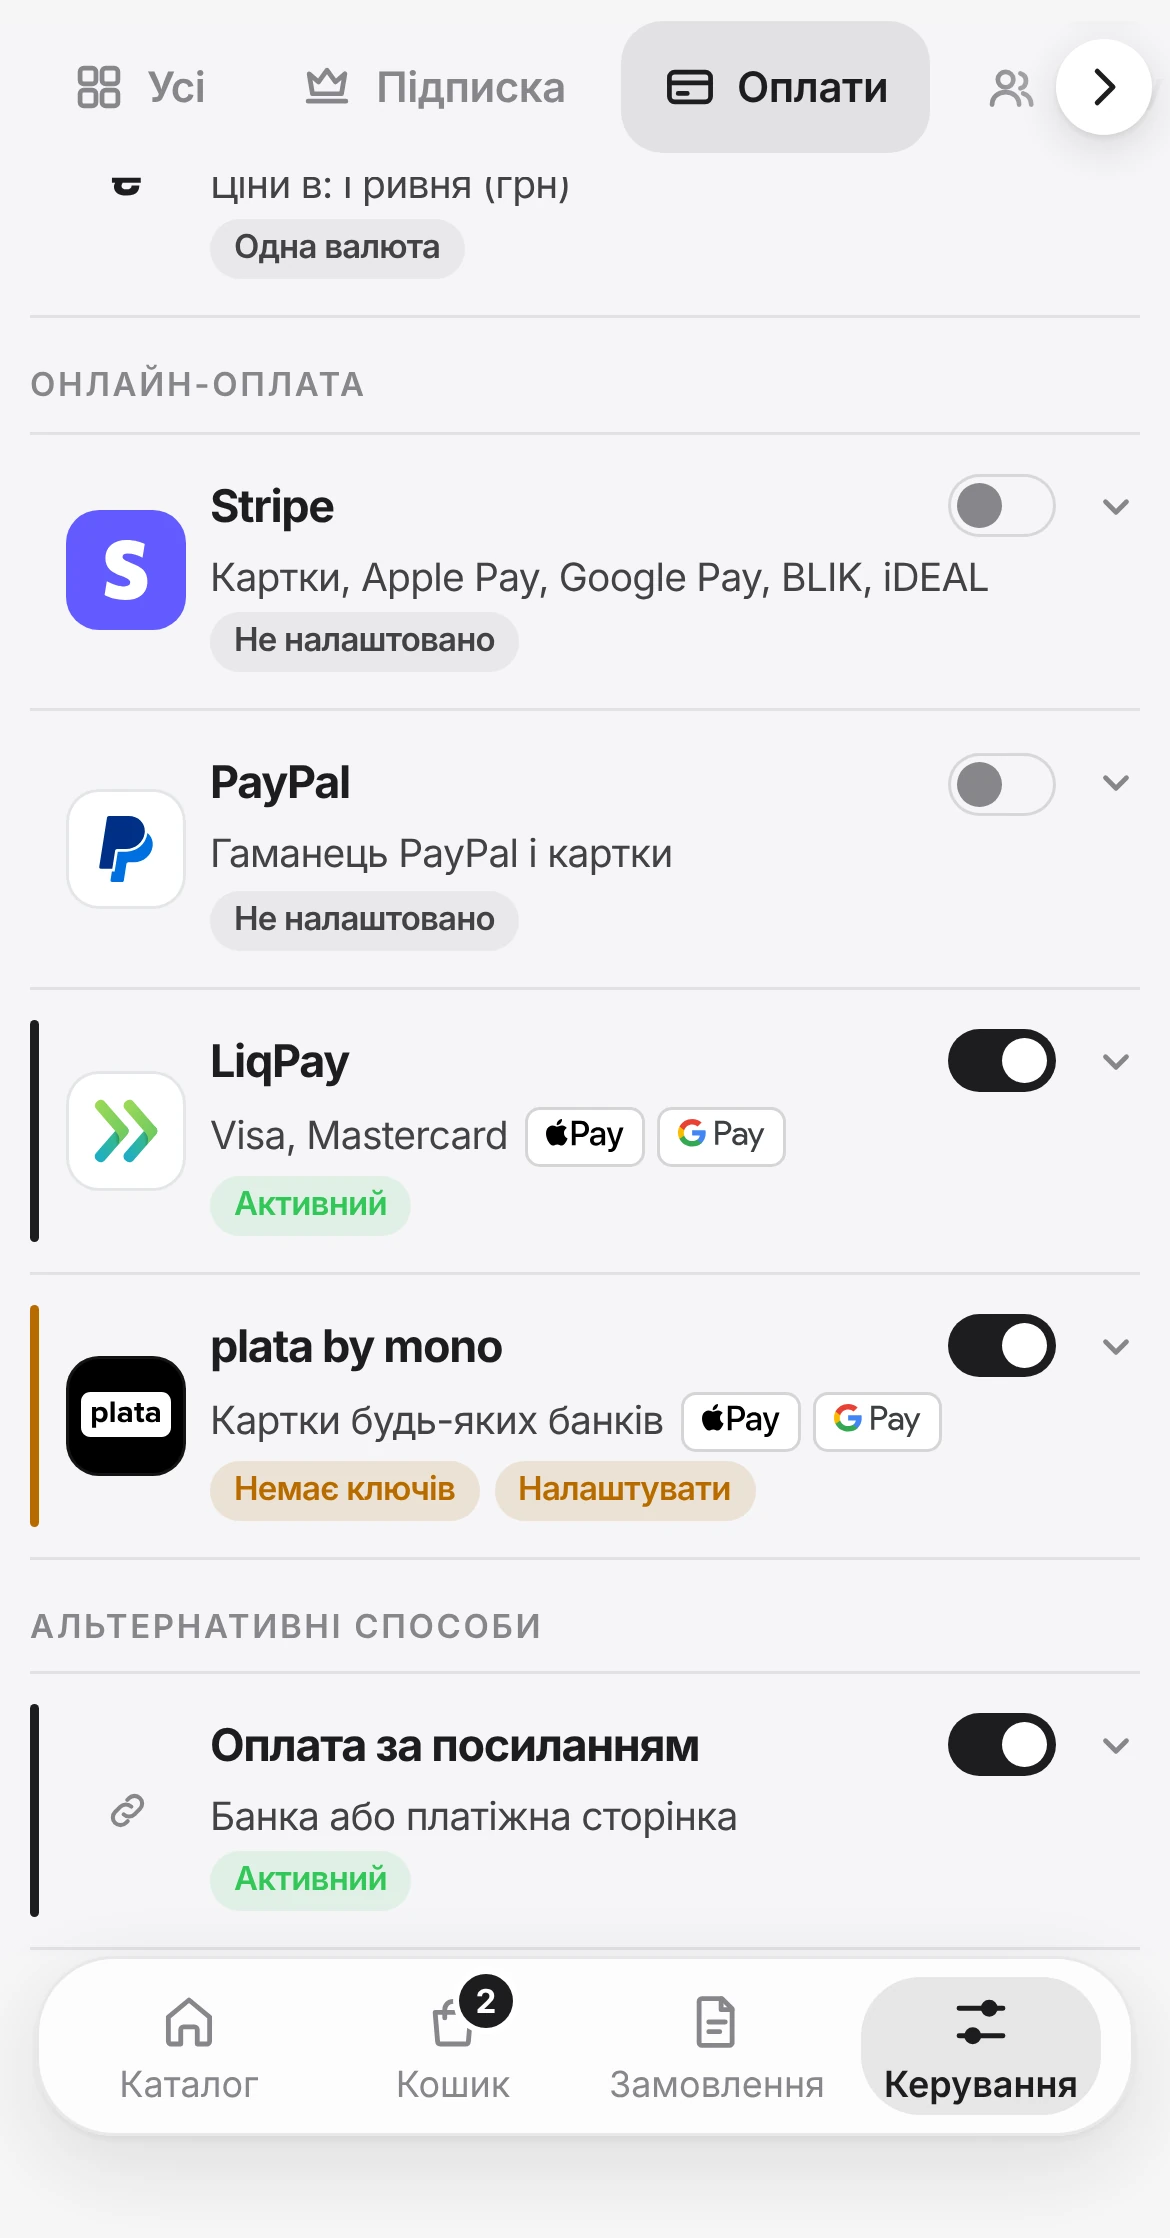 Усі
Підписка
Оплати
Ціни в: Гривня (грн)
Одна валюта
ОНЛАЙН-ОПЛАТА
Stripe
Картки, Apple Pay, Google Pay, BLIK, iDEAL
Не налаштовано
PayPal
Гаманець PayPal і картки
Не налаштовано
LiqPay
Visa, Mastercard Pay G Pay
Активний
plata by mono
plata
Картки будь-яких банків Pay G Pay
Немає ключів Налаштувати
АЛЬТЕРНАТИВНІ СПОСОБИ
Оплата за посиланням
Банка або платіжна сторінка
Активний
2
Каталог
Кошик
Замовлення
Керування